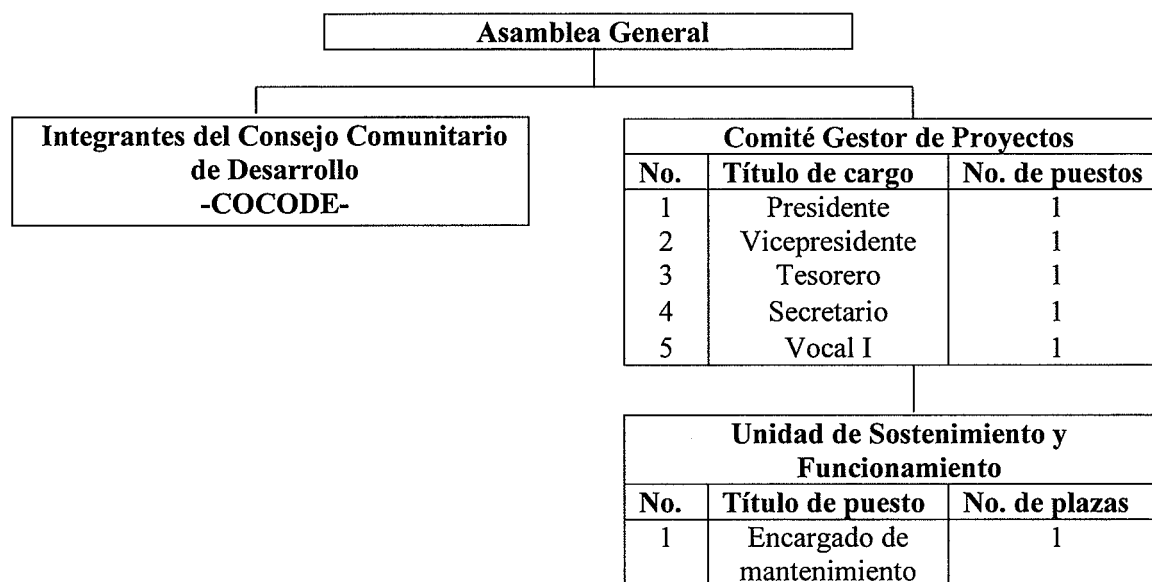 Asamblea General
Integrantes del Consejo Comunitario
de Desarrollo
-COCODE-
Comité Gestor de Proyectos
No. Título de cargo No. de puestos
1 Presidente 1
2 Vicepresidente 1
3 Tesorero 1
4 Secretario 1
5 Vocal I 1
Unidad de Sostenimiento y
Funcionamiento
No. Título de puesto No. de plazas
1 Encargado de 1
mantenimiento